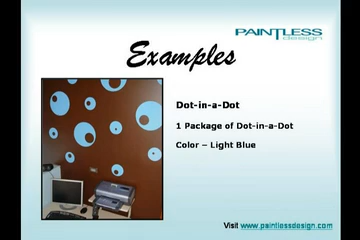 PAINTLESS
design
Examples
Dot-in-a-Dot
1 Package of Dot-in-a-Dot
Color – Light Blue
Visit www.paintlessdesign.com